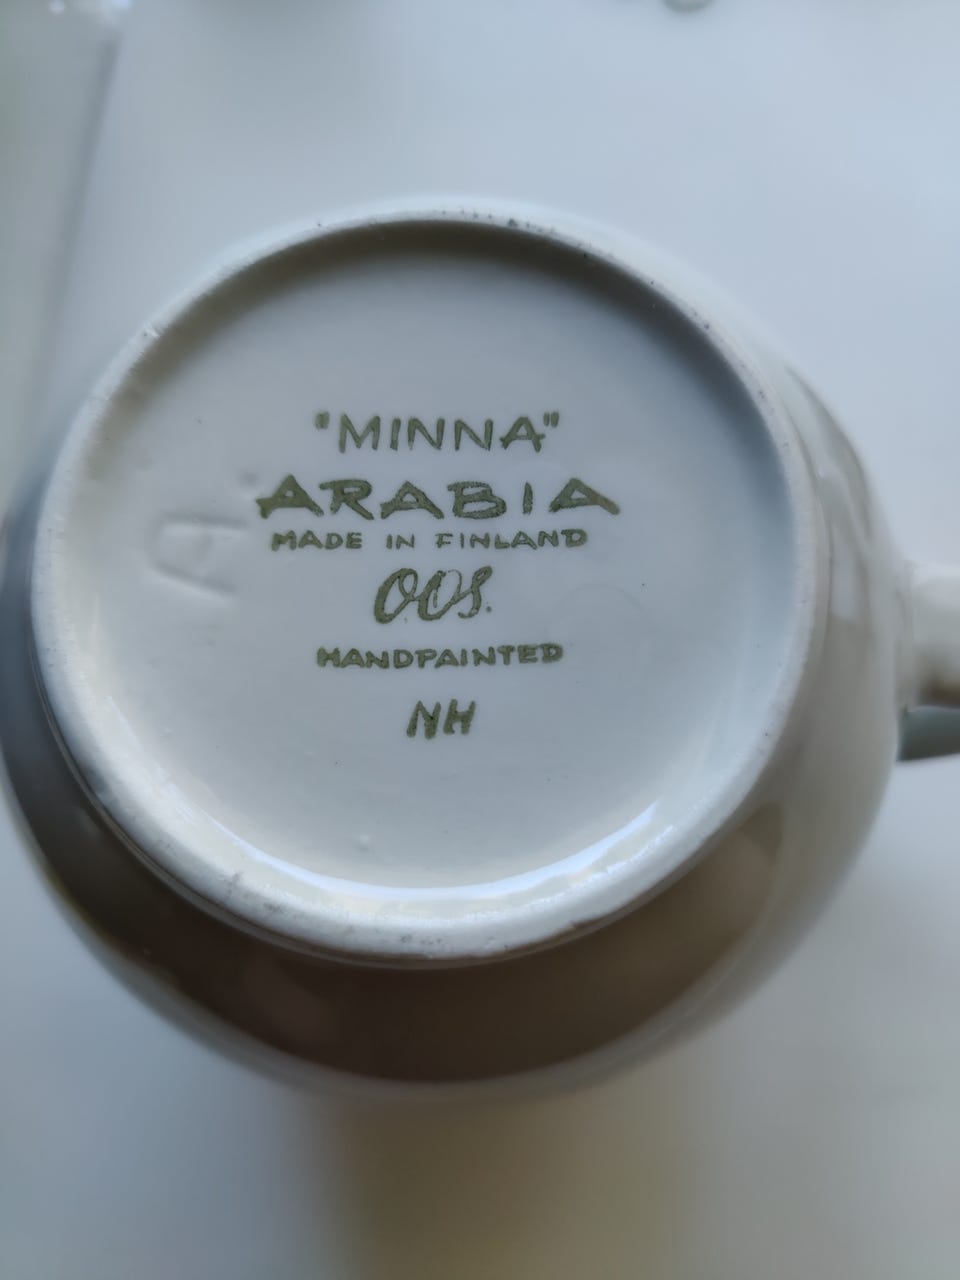 "MINNA"
ARABIA
MADE IN FINLAND
OOS.
HANDPAINTED
NH
A